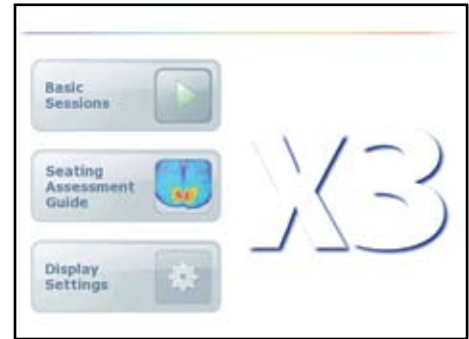 Basic
Sessions
Seating
Assessment
Guide
Display
Settings
X3